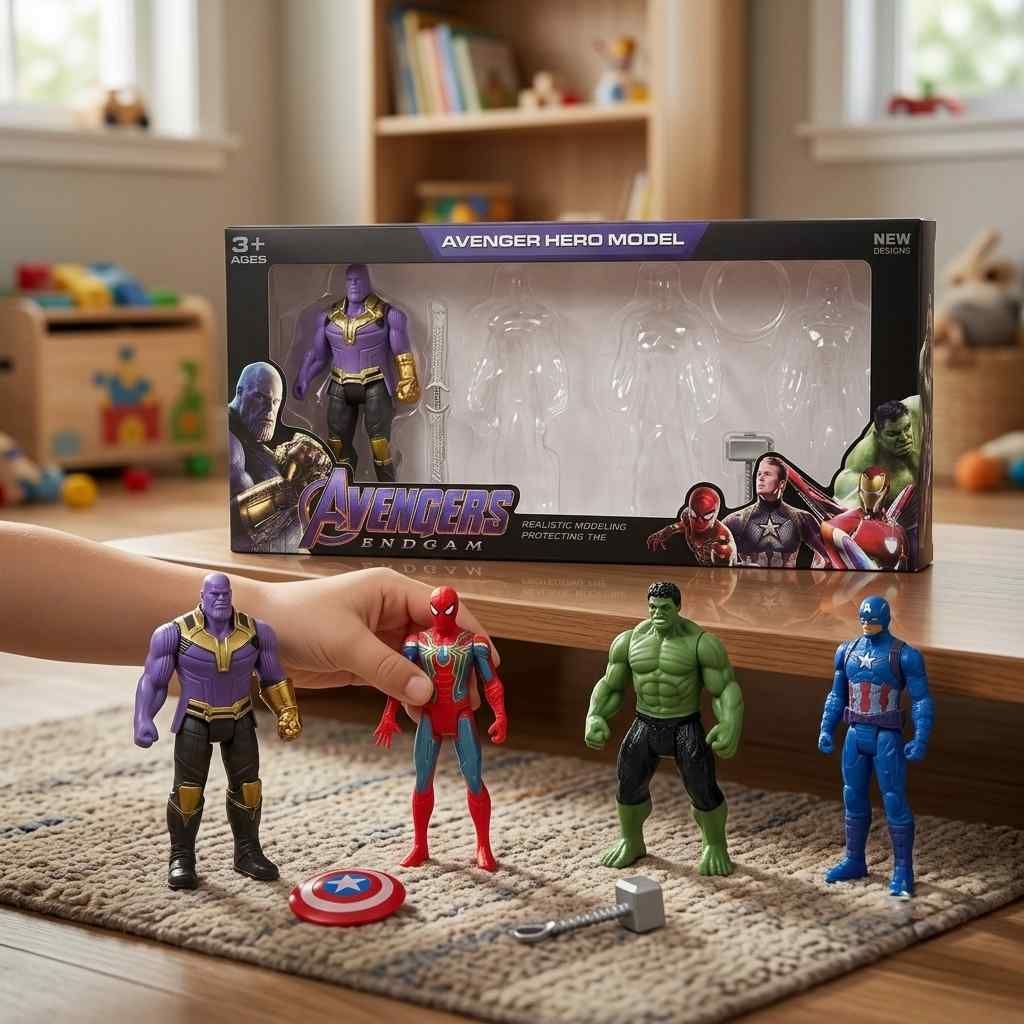 3+
AGES
AVENGER HERO MODEL
NEW
DESIGNS
AVENGERS
ENDGAM
REALISTIC MODELING
PROTECTING THE
A